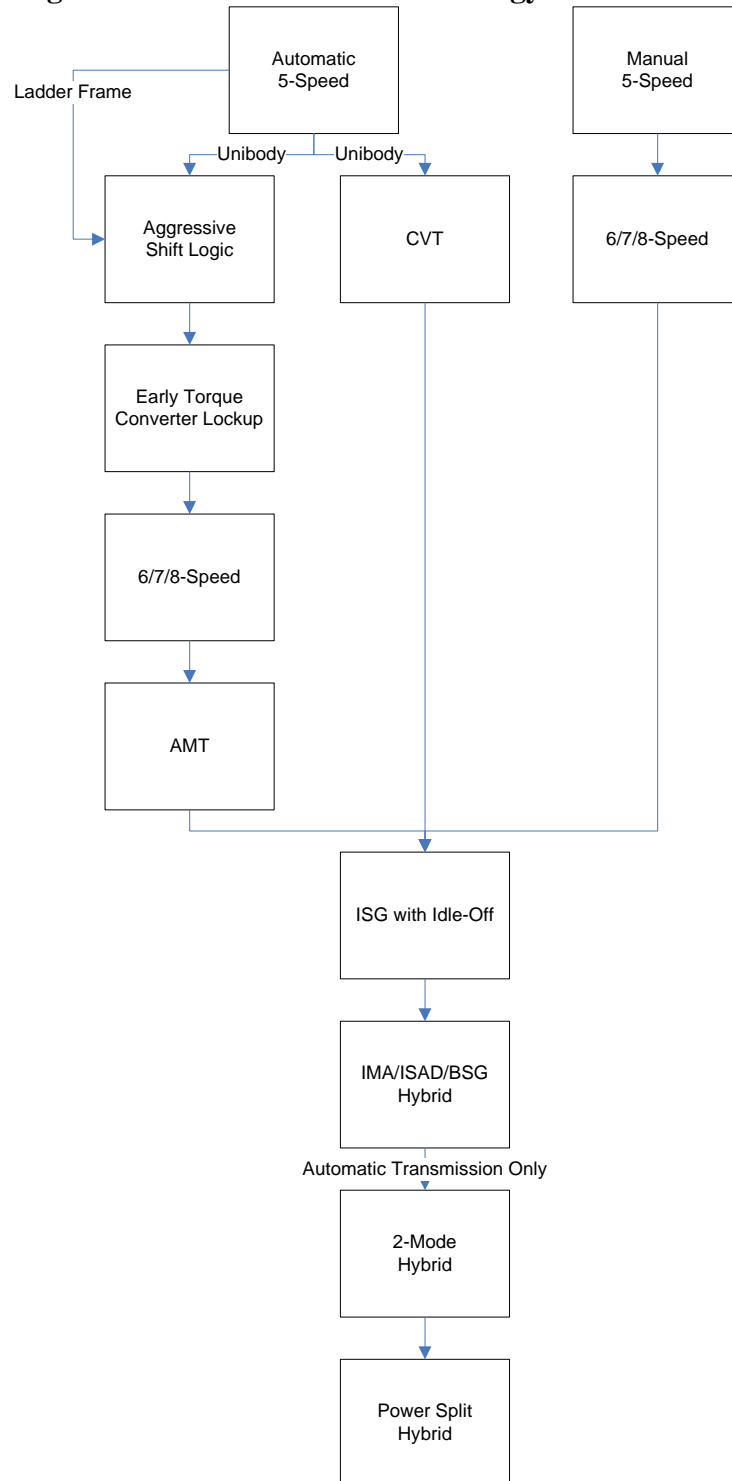 Automatic
5-Speed
Manual
5-Speed
Ladder Frame
Unibody
Unibody
Aggressive
Shift Logic
CVT
6/7/8-Speed
Early Torque
Converter Lockup
6/7/8-Speed
AMT
ISG with Idle-Off
IMA/ISAD/BSG
Hybrid
Automatic Transmission Only
2-Mode
Hybrid
Power Split
Hybrid